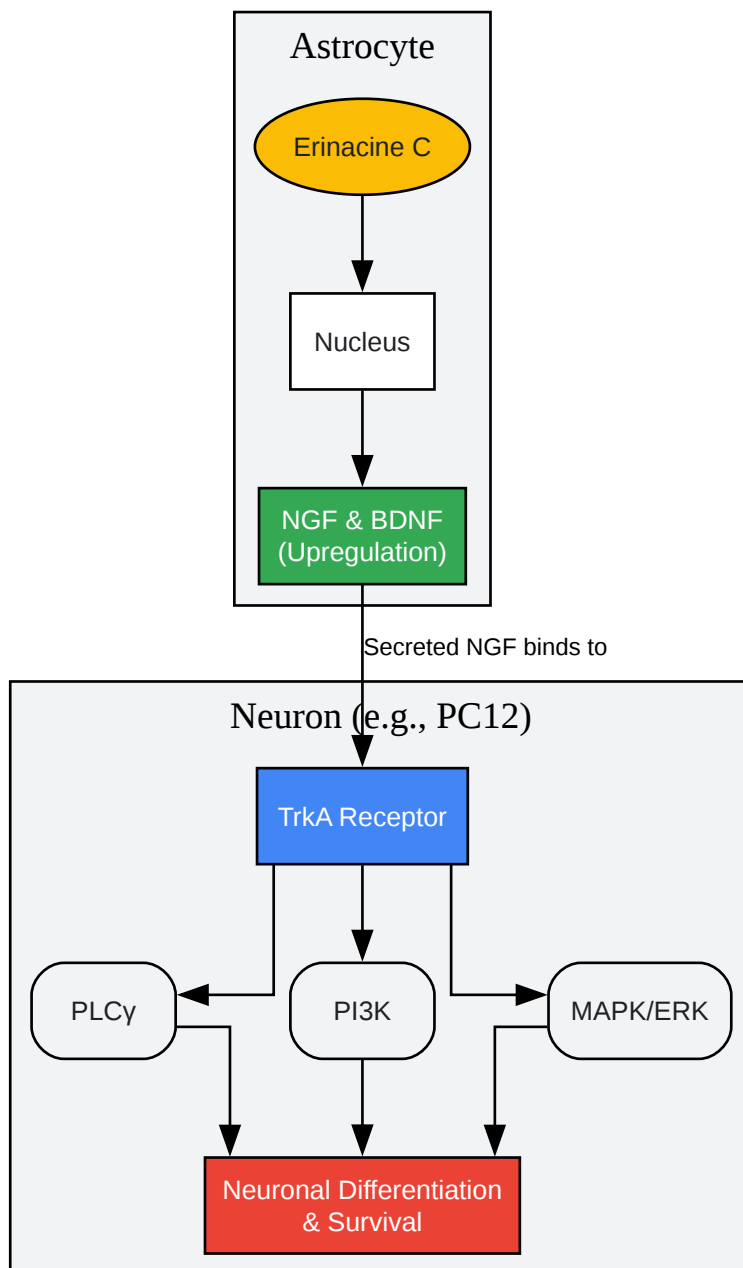 Astrocyte
Erinacine C
Nucleus
NGF & BDNF
(Upregulation)
Secreted NGF binds to
Neuron (e.g., PC12)
TrkA Receptor
PLCγ
PI3K
MAPK/ERK
Neuronal Differentiation
& Survival